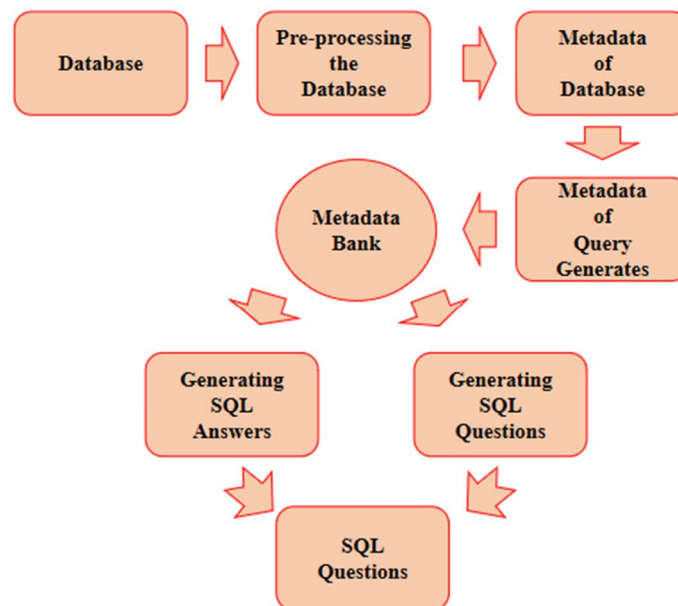 Database
Pre-processing
the
Database
Metadata
of
Database
Metadata
Bank
Metadata
of
Query
Generates
Generating
SQL
Answers
Generating
SQL
Questions
SQL
Questions